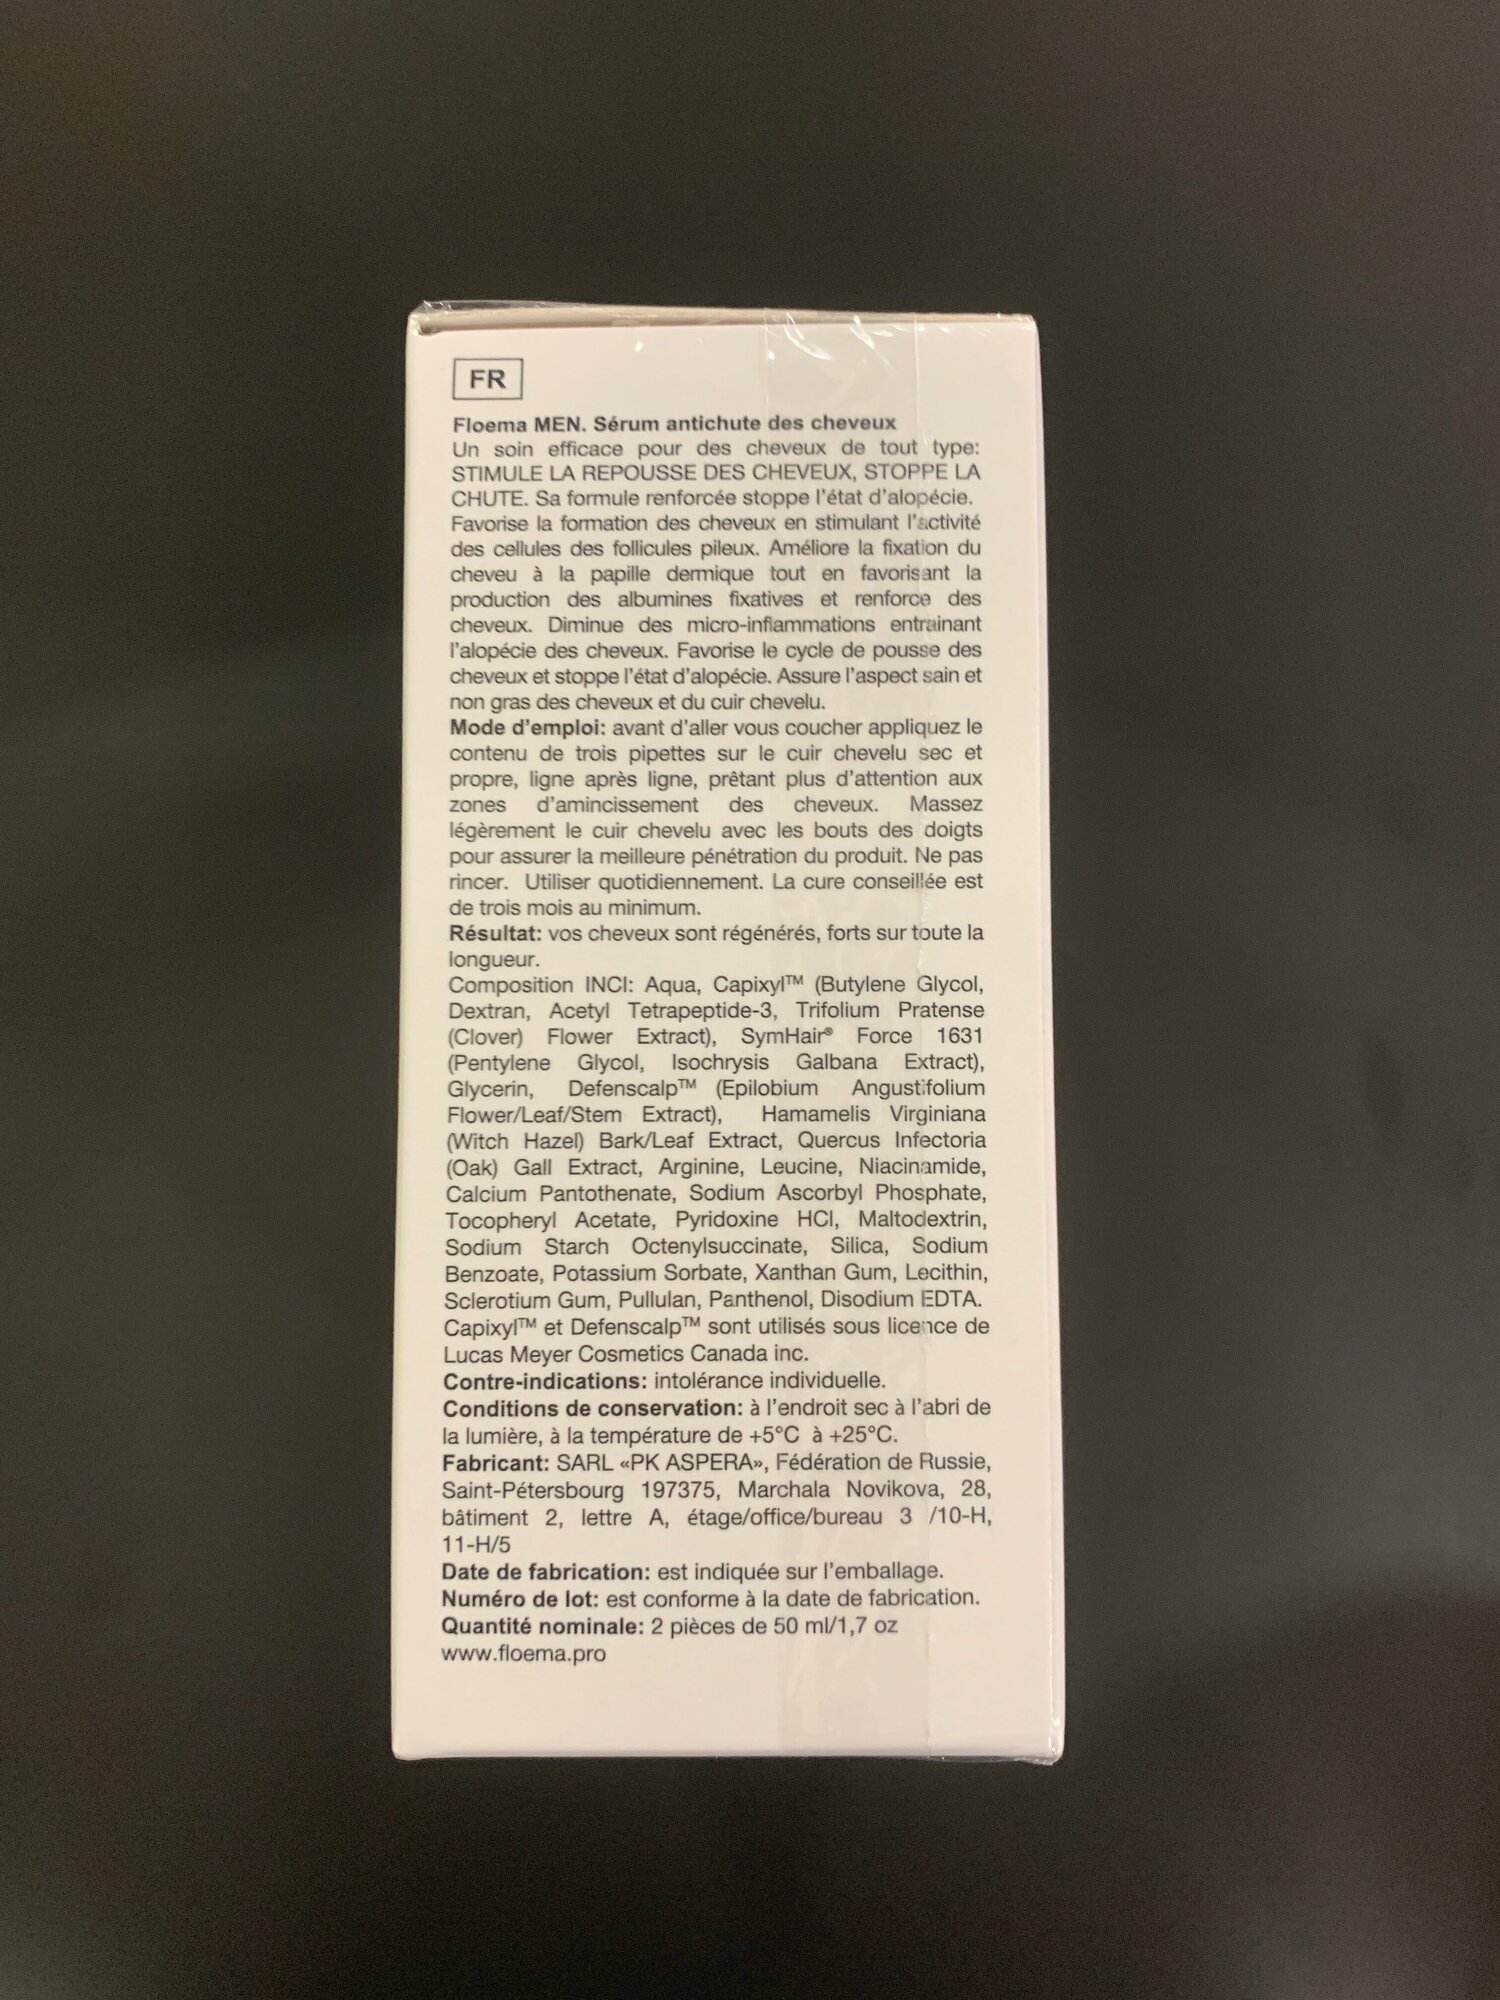 FR
Floema MEN. Sérum antichute des cheveux
Un soin efficace pour des cheveux de tout type:
STIMULE LA REPOUSSE DES CHEVEUX, STOPPE LA
CHUTE. Sa formule renforcée stoppe l'état d'alopécie.
Favorise la formation des cheveux en stimulant l'activité
des cellules des follicules pileux. Améliore la fixation du
cheveu à la papille dermique tout en favorisant la
production des albumines fixatives et renforce des
cheveux. Diminue des micro-inflammations entrainant
l'alopécie des cheveux. Favorise le cycle de pousse des
cheveux et stoppe l'état d'alopécie. Assure l'aspect sain et
non gras des cheveux et du cuir chevelu.
Mode d'emploi: avant d'aller vous coucher appliquez le
contenu de trois pipettes sur le cuir chevelu sec et
propre, ligne après ligne, prêtant plus d'attention aux
zones d'amincissement des cheveux. Massez
légèrement le cuir chevelu avec les bouts des doigts
pour assurer la meilleure pénétration du produit. Ne pas
rincer. Utiliser quotidiennement. La cure conseillée est
de trois mois au minimum.
Résultat: vos cheveux sont régénérés, forts sur toute la
longueur.
Composition INCI: Aqua, Capixyl™ (Butylene Glycol,
Dextran, Acetyl Tetrapeptide-3, Trifolium Pratense
(Clover) Flower Extract), SymHair® Force 1631
(Pentylene Glycol, Isochrysis Galbana Extract),
Glycerin, Defenscalp™ (Epilobium Angustifolium
Flower/Leaf/Stem Extract), Hamamelis Virginiana
(Witch Hazel) Bark/Leaf Extract, Quercus Infectoria
(Oak) Gall Extract, Arginine, Leucine, Niacinamide,
Calcium Pantothenate, Sodium Ascorbyl Phosphate,
Tocopheryl Acetate, Pyridoxine HCl, Maltodextrin,
Sodium Starch Octenylsuccinate, Silica, Sodium
Benzoate, Potassium Sorbate, Xanthan Gum, Lecithin,
Sclerotium Gum, Pullulan, Panthenol, Disodium EDTA.
Capixyl™ et Defenscalp™ sont utilisés sous licence de
Lucas Meyer Cosmetics Canada inc.
Contre-indications: intolérance individuelle.
Conditions de conservation: à l'endroit sec à l'abri de
la lumière, à la température de +5°C à +25°C.
Fabricant: SARL «PK ASPERA», Fédération de Russie,
Saint-Pétersbourg 197375, Marchala Novikova, 28,
bâtiment 2, lettre A, étage/office/bureau 3 /10-H,
11-H/5
Date de fabrication: est indiquée sur l'emballage.
Numéro de lot: est conforme à la date de fabrication.
Quantité nominale: 2 pièces de 50 ml/1,7 oz
www.floema.pro